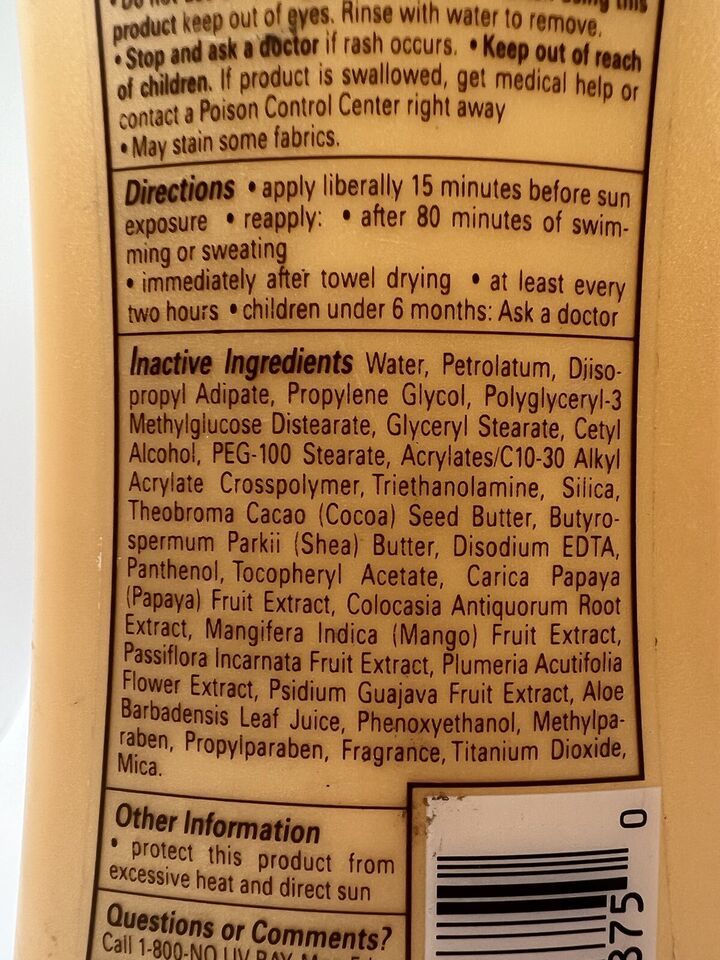 product keep out of eyes. Rinse with water to remove.
• Stop and ask a doctor if rash occurs. • Keep out of reach
of children. If product is swallowed, get medical help or
contact a Poison Control Center right away
• May stain some fabrics.
Directions • apply liberally 15 minutes before sun
exposure • reapply: • after 80 minutes of swim-
ming or sweating
• immediately after towel drying • at least every
two hours • children under 6 months: Ask a doctor
Inactive Ingredients Water, Petrolatum, Diiso-
propyl Adipate, Propylene Glycol, Polyglyceryl-3
Methylglucose Distearate, Glyceryl Stearate, Cetyl
Alcohol, PEG-100 Stearate, Acrylates/C10-30 Alkyl
Acrylate Crosspolymer, Triethanolamine, Silica,
Theobroma Cacao (Cocoa) Seed Butter, Butyro-
spermum Parkii (Shea) Butter, Disodium EDTA,
Panthenol, Tocopheryl Acetate, Carica Papaya
(Papaya) Fruit Extract, Colocasia Antiquorum Root
Extract, Mangifera Indica (Mango) Fruit Extract,
Passiflora Incarnata Fruit Extract, Plumeria Acutifolia
Flower Extract, Psidium Guajava Fruit Extract, Aloe
Barbadensis Leaf Juice, Phenoxyethanol, Methylpa-
raben, Propylparaben, Fragrance, Titanium Dioxide,
Mica.
Other Information
• protect this product from
excessive heat and direct sun
Questions or Comments?
Call 1-800-NO UV RAY
0
875